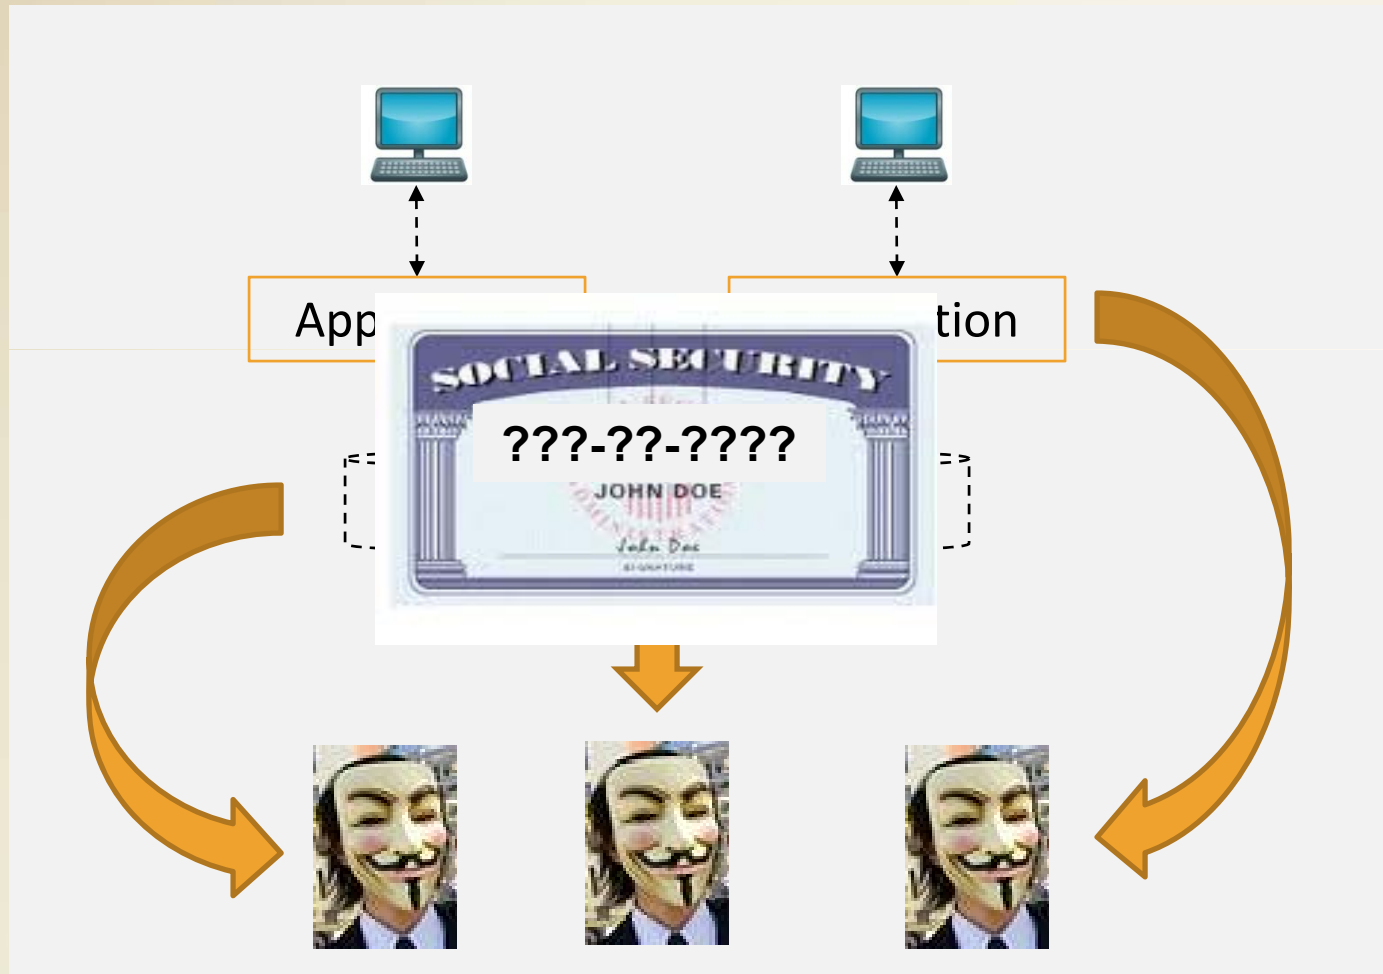 App tion
SOCIAL SECURITY
???-??-????
JOHN DOE
John Doe
SIGNATURE